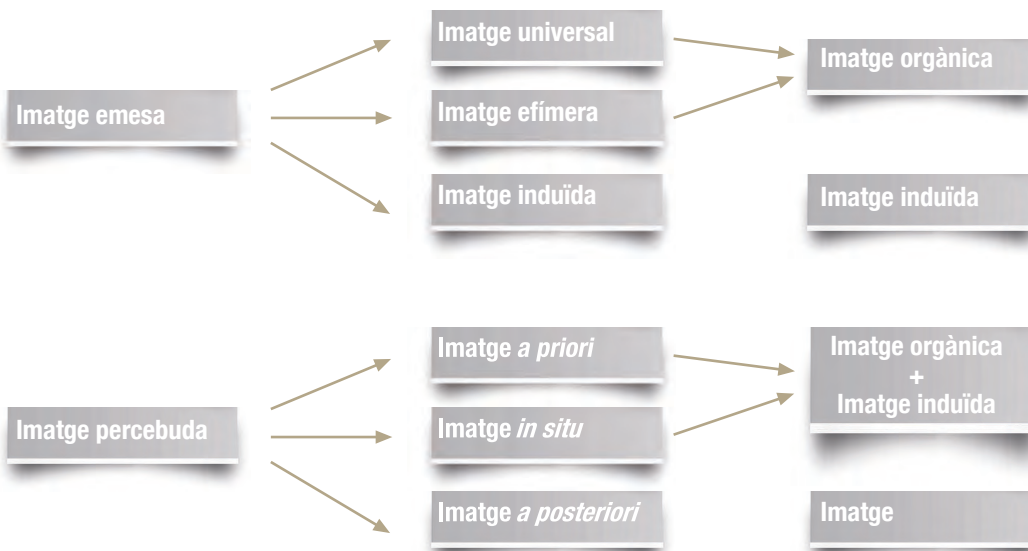 Imatge universal
Imatge orgànica
Imatge emesa
Imatge efímera
Imatge induïda
Imatge induïda
Imatge a priori
Imatge orgànica
+
Imatge induïda
Imatge percebuda
Imatge in situ
Imatge a posteriori
Imatge